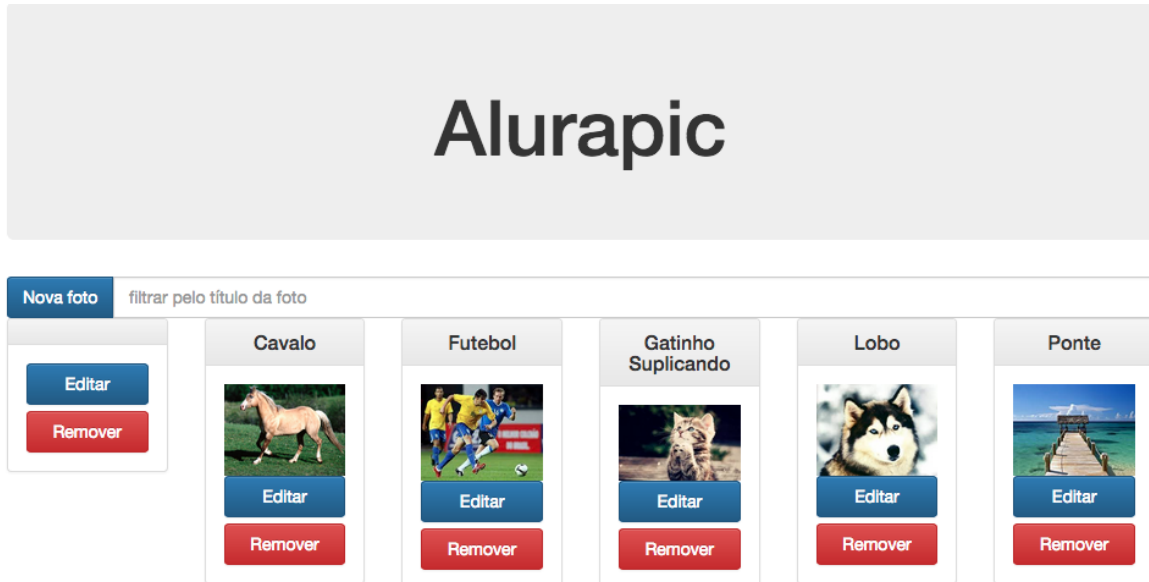 Alurapic
Nova foto
filtrar pelo título da foto
Editar
Remover
Cavalo
Editar
Remover
Futebol
Editar
Remover
Gatinho
Suplicando
Editar
Remover
Lobo
Editar
Remover
Ponte
Editar
Remover